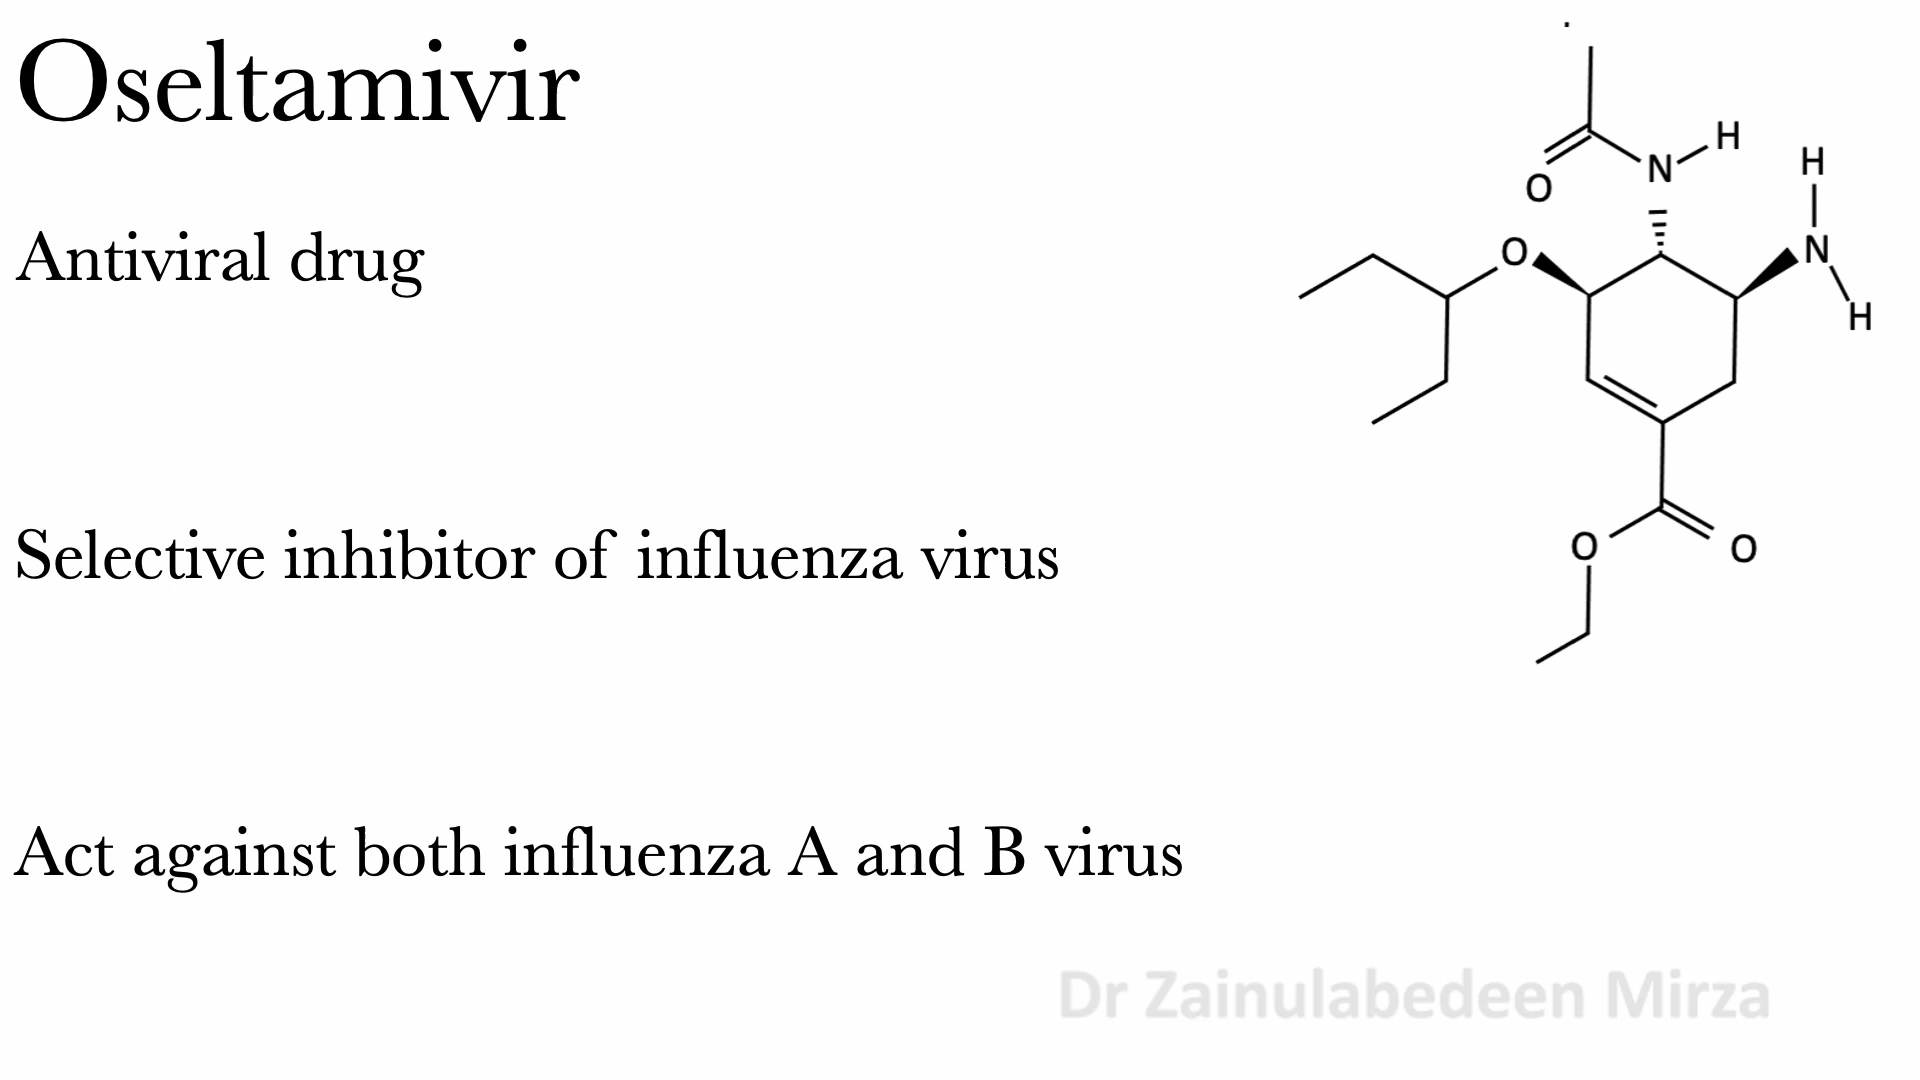 Oseltamivir
Antiviral drug
Selective inhibitor of influenza virus
Act against both influenza A and B virus
O
N
H
H
O
N
H
O
O
Dr Zainulabedeen Mirza